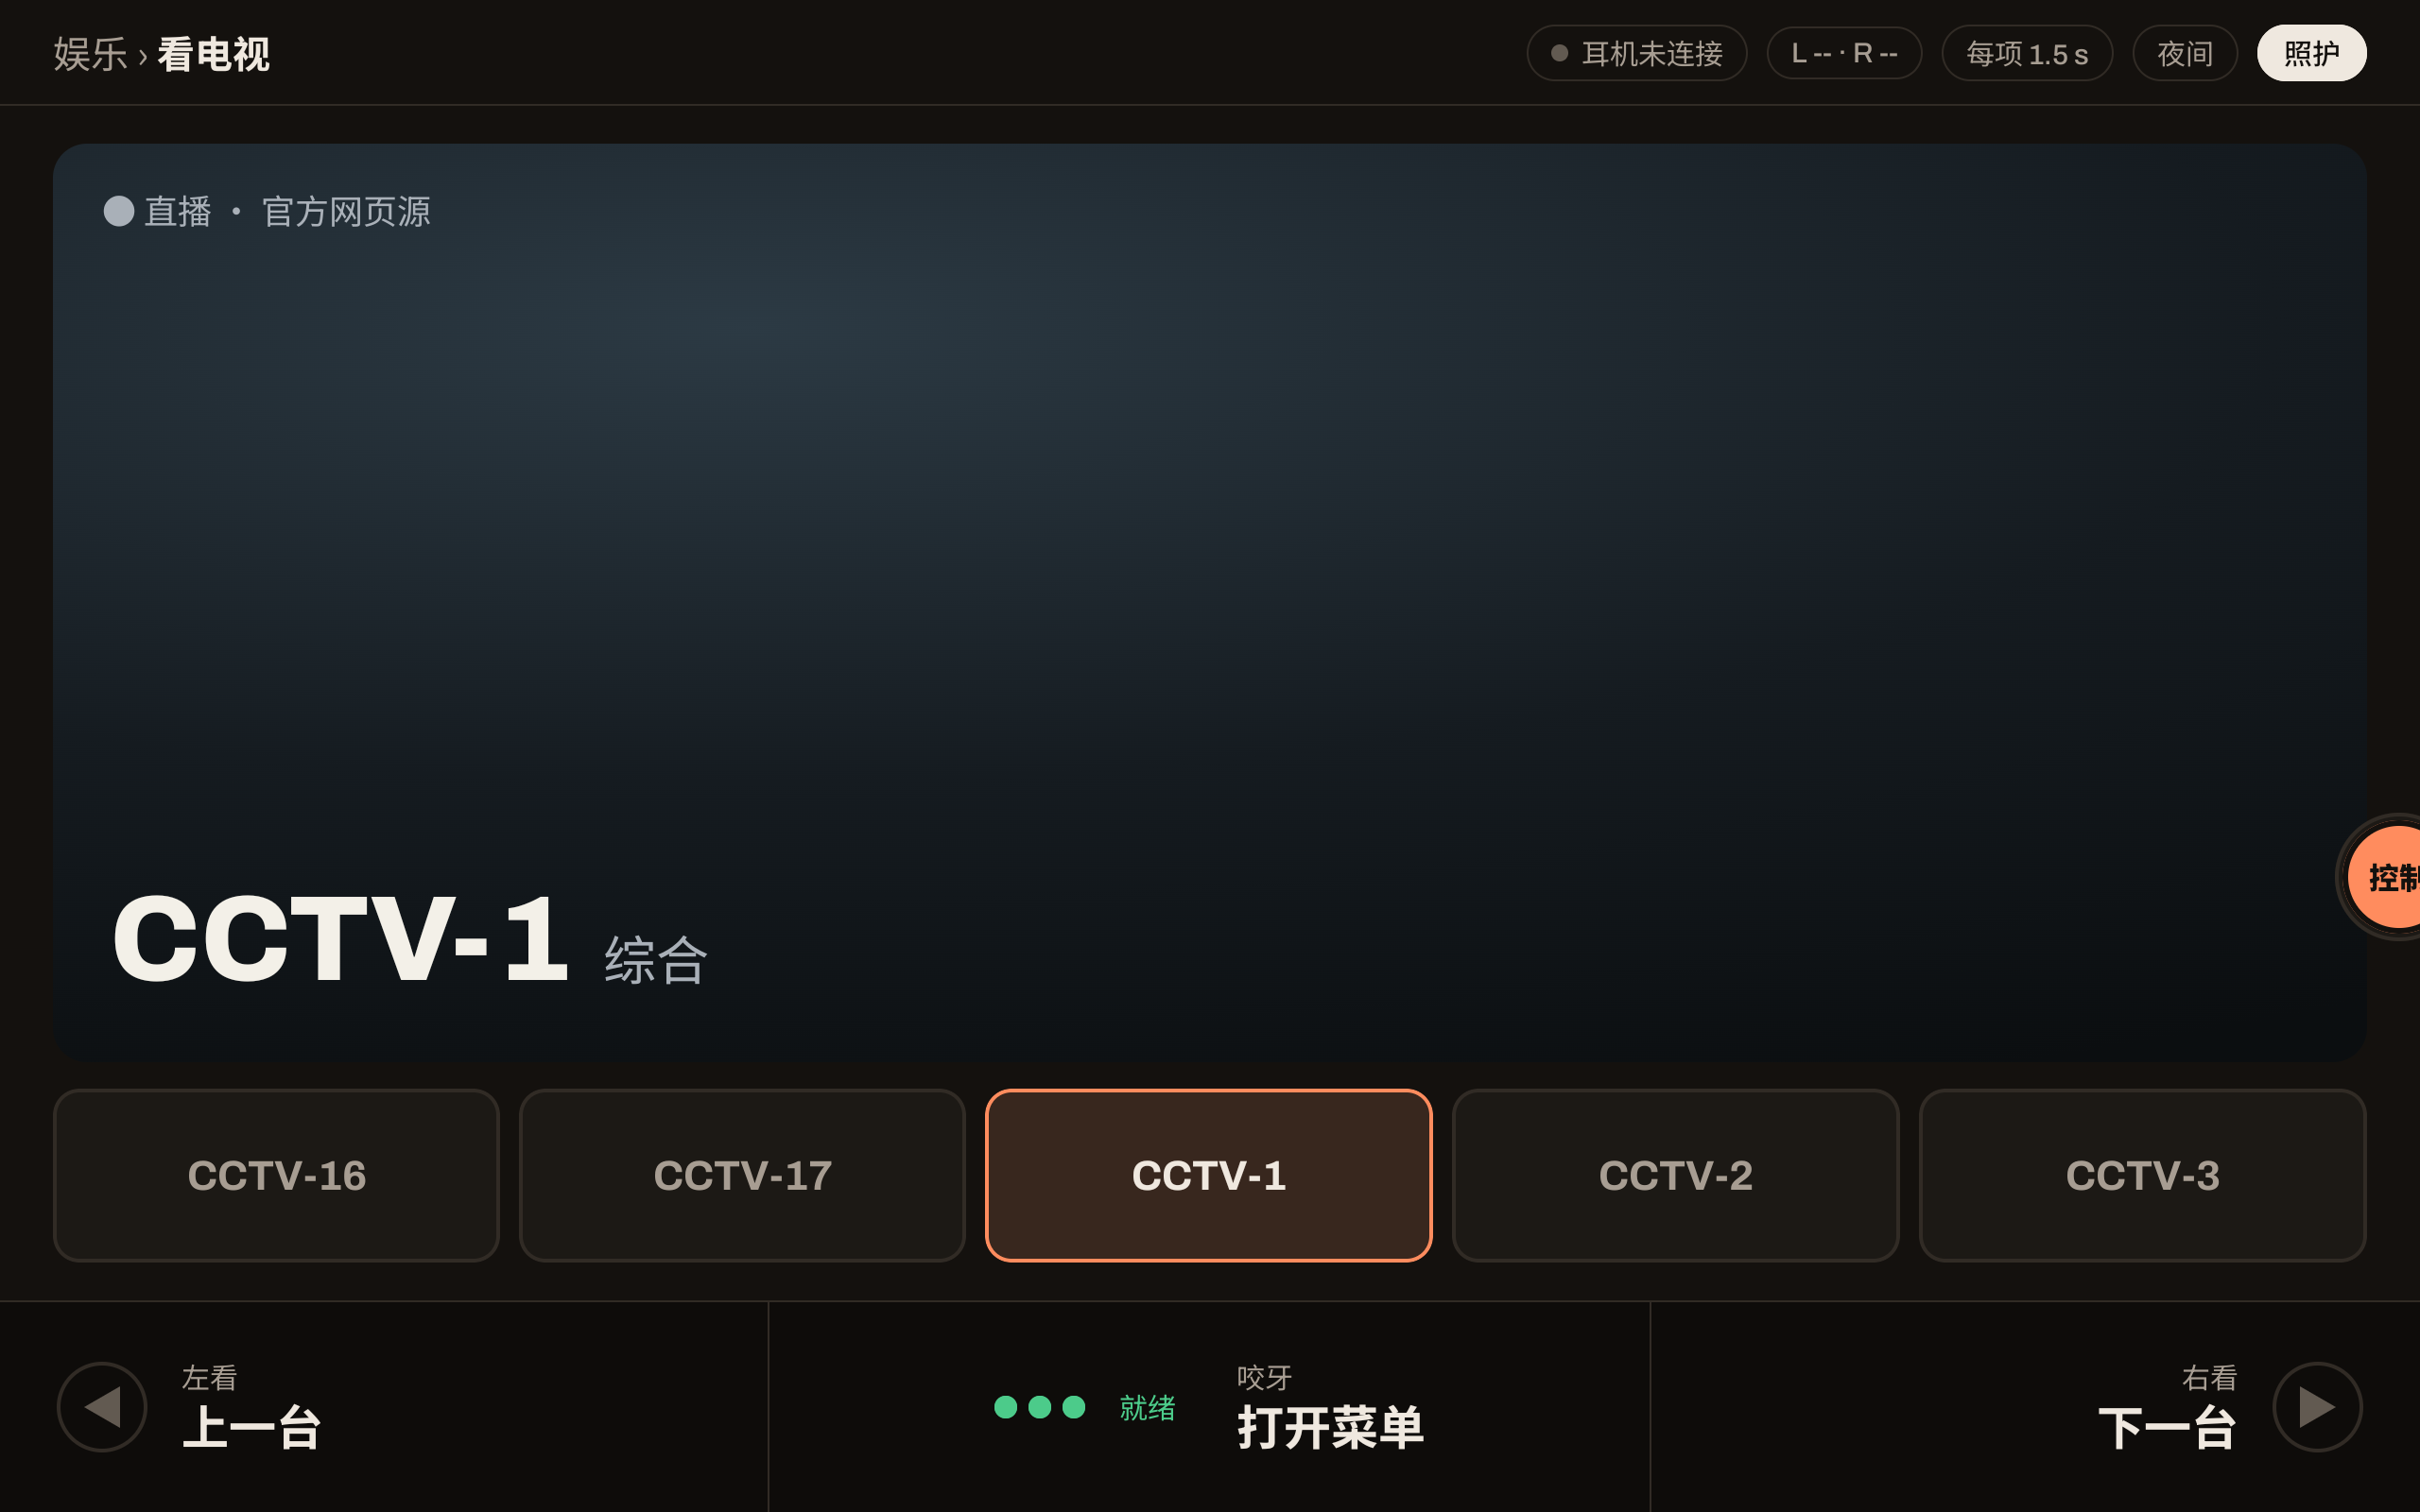 娱乐 › 看电视
耳机未连接
L -- · R --
每项 1.5 s
夜间
照护
直播 · 官方网页源
CCTV-1 综合
控制
CCTV-16
CCTV-17
CCTV-1
CCTV-2
CCTV-3
左看
上一台
就绪
咬牙
打开菜单
右看
下一台